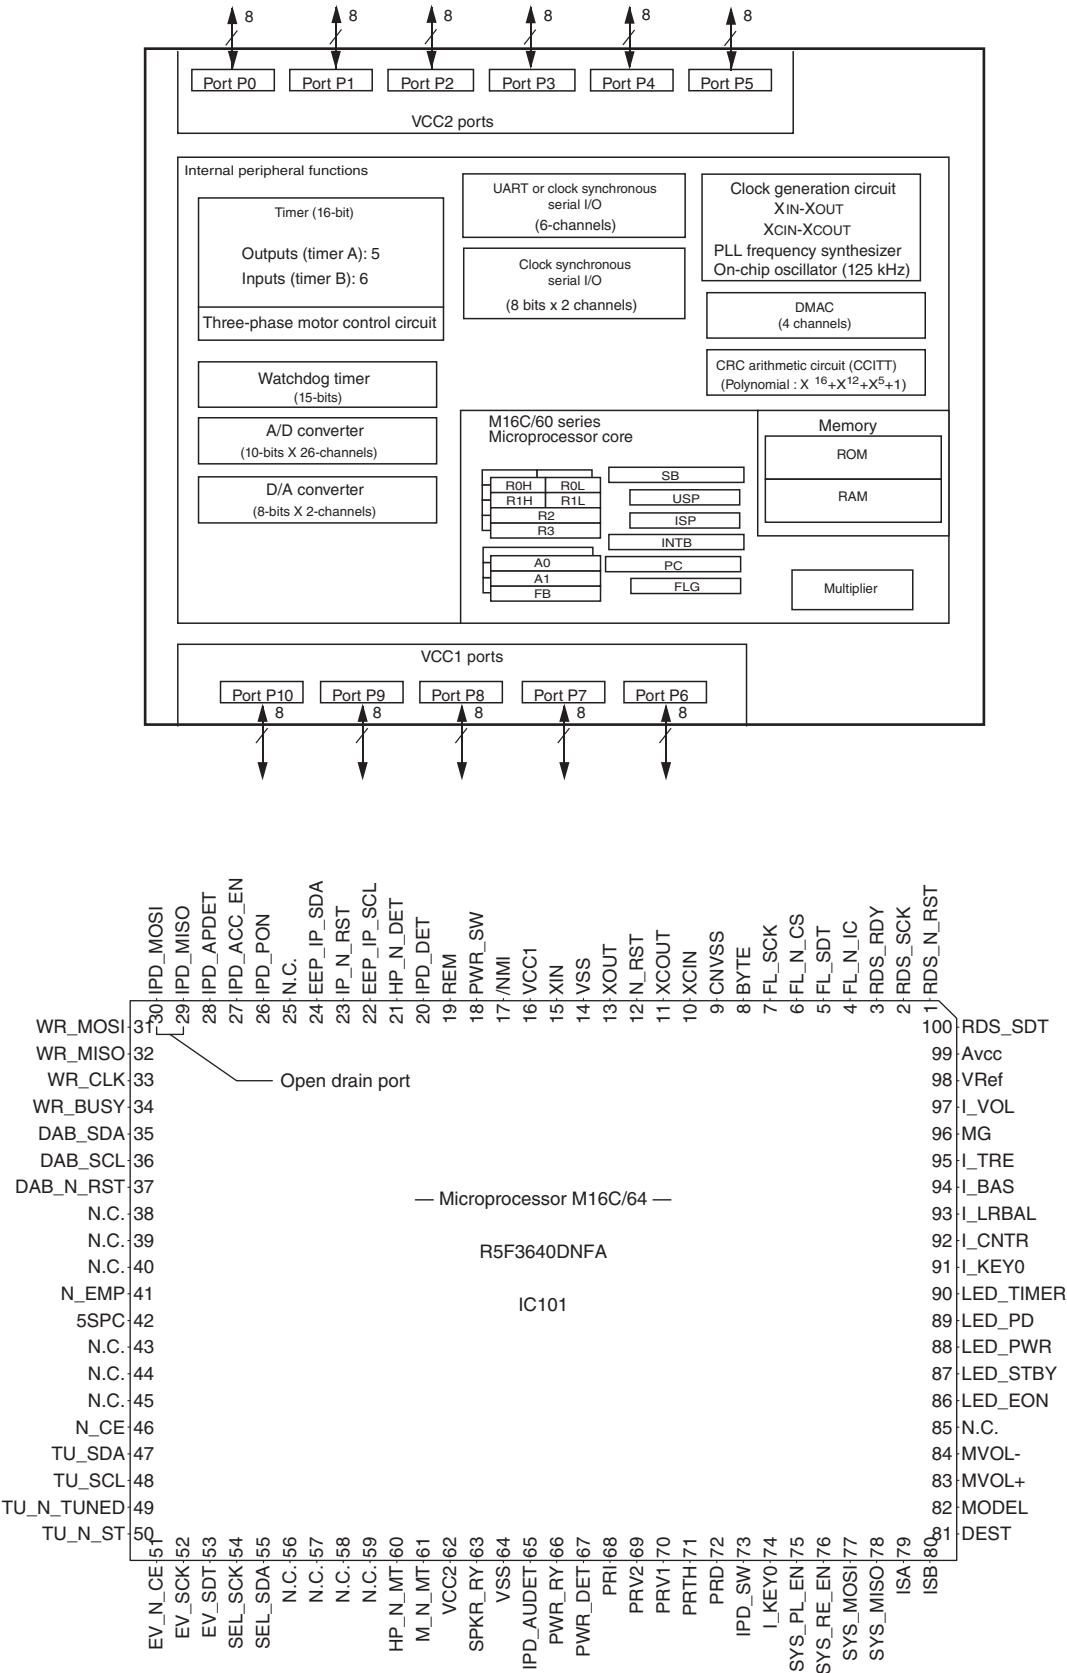 8 8 8 8 8 8
Port P0 Port P1 Port P2 Port P3 Port P4 Port P5
VCC2 ports
Internal peripheral functions
Timer (16-bit)
Outputs (timer A): 5
Inputs (timer B): 6
Three-phase motor control circuit
Watchdog timer
(15-bits)
A/D converter
(10-bits X 26-channels)
D/A converter
(8-bits X 2-channels)
UART or clock synchronous
serial I/O
(6-channels)
Clock synchronous
serial I/O
(8 bits x 2 channels)
Clock generation circuit
XIN-XOUT
XCIN-XCOUT
PLL frequency synthesizer
On-chip oscillator (125 kHz)
DMAC
(4 channels)
CRC arithmetic circuit (CCITT)
(Polynomial : X 16+X12+X5+1)
M16C/60 series
Microprocessor core
R0H R0L
R1H R1L
R2
R3
A0
A1
FB
SB
USP
ISP
INTB
PC
FLG
Memory
ROM
RAM
Multiplier
VCC1 ports
Port P10 Port P9 Port P8 Port P7 Port P6
8 8 8 8 8
30 IPD_MOSI
29 IPD_MISO
28 IPD_APDET
27 IPD_ACC_EN
26 IPD_PON
25 N.C.
24 EEP_IP_SDA
23 IP_N_RST
22 EEP_IP_SCL
21 HP_N_DET
20 IPD_DET
19 REM
18 PWR_SW
17 /NMI
16 VCC1
15 XIN
14 VSS
13 XOUT
12 N_RST
11 XCOUT
10 XCIN
9 CNVSS
8 BYTE
7 FL_SCK
6 FL_N_CS
5 FL_SDT
4 FL_N_IC
3 RDS_RDY
2 RDS_SCK
1 RDS_N_RST
WR_MOSI 31
WR_MISO 32
WR_CLK 33
WR_BUSY 34
DAB_SDA 35
DAB_SCL 36
DAB_N_RST 37
N.C. 38
N.C. 39
N.C. 40
N_EMP 41
5SPC 42
N.C. 43
N.C. 44
N.C. 45
N_CE 46
TU_SDA 47
TU_SCL 48
TU_N_TUNED 49
TU_N_ST 50
Open drain port
— Microprocessor M16C/64 —
R5F3640DNFA
IC101
100 RDS_SDT
99 Avcc
98 VRef
97 I_VOL
96 MG
95 I_TRE
94 I_BAS
93 I_LRBAL
92 I_CNTR
91 I_KEY0
90 LED_TIMER
89 LED_PD
88 LED_PWR
87 LED_STBY
86 LED_EON
85 N.C.
84 MVOL-
83 MVOL+
82 MODEL
81 DEST
EV_N_CE 51
EV_SCK 52
EV_SDT 53
SEL_SCK 54
SEL_SDA 55
N.C. 56
N.C. 57
N.C. 58
N.C. 59
HP_N_MT 60
M_N_MT 61
VCC2 62
SPKR_RY 63
VSS 64
IPD_AUDET 65
PWR_RY 66
PWR_DET 67
PRI 68
PRV2 69
PRV1 70
PRTH 71
PRD 72
IPD_SW 73
I_KEY0 74
SYS_PL_EN 75
SYS_RE_EN 76
SYS_MOSI 77
SYS_MISO 78
ISA 79
ISB 80